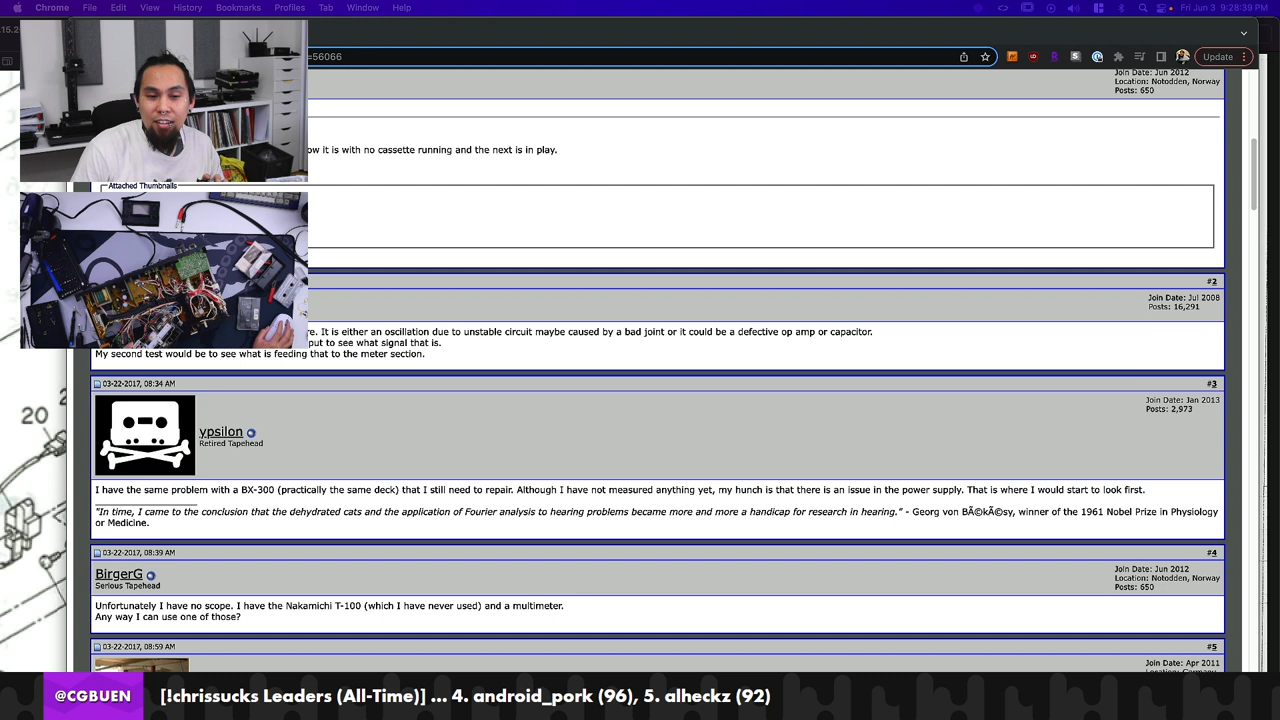 Chrome File Edit View History Bookmarks Profiles Tab Window Help
Fri Jun 3 9:28:39 PM
.15.2
=56066
Update
Join Date: Jun 2012
Location: Notodden, Norway
Posts: 650
ow it is with no cassette running and the next is in play.
Attached Thumbnails
#2
Join Date: Jul 2008
Posts: 16,291
re. It is either an oscillation due to unstable circuit maybe caused by a bad joint or it could be a defective op amp or capacitor.
put to see what signal that is.
My second test would be to see what is feeding that to the meter section.
03-22-2017, 08:34 AM
#3
Join Date: Jan 2013
Posts: 2,973
ypsilon
Retired Tapehead
I have the same problem with a BX-300 (practically the same deck) that I still need to repair. Although I have not measured anything yet, my hunch is that there is an issue in the power supply. That is where I would start to look first.
"In time, I came to the conclusion that the dehydrated cats and the application of Fourier analysis to hearing problems became more and more a handicap for research in hearing." - Georg von BÃ©kÃ©sy, winner of the 1961 Nobel Prize in Physiology
or Medicine.
20
2
03-22-2017, 08:39 AM
#4
BirgerG
Serious Tapehead
Join Date: Jun 2012
Location: Notodden, Norway
Posts: 650
Unfortunately I have no scope. I have the Nakamichi T-100 (which I have never used) and a multimeter.
Any way I can use one of those?
03-22-2017, 08:59 AM
#5
Join Date: Apr 2011
Location: Germany
@CGBUEN
[!chrissucks Leaders (All-Time)] ... 4. android_pork (96), 5. alheckz (92)